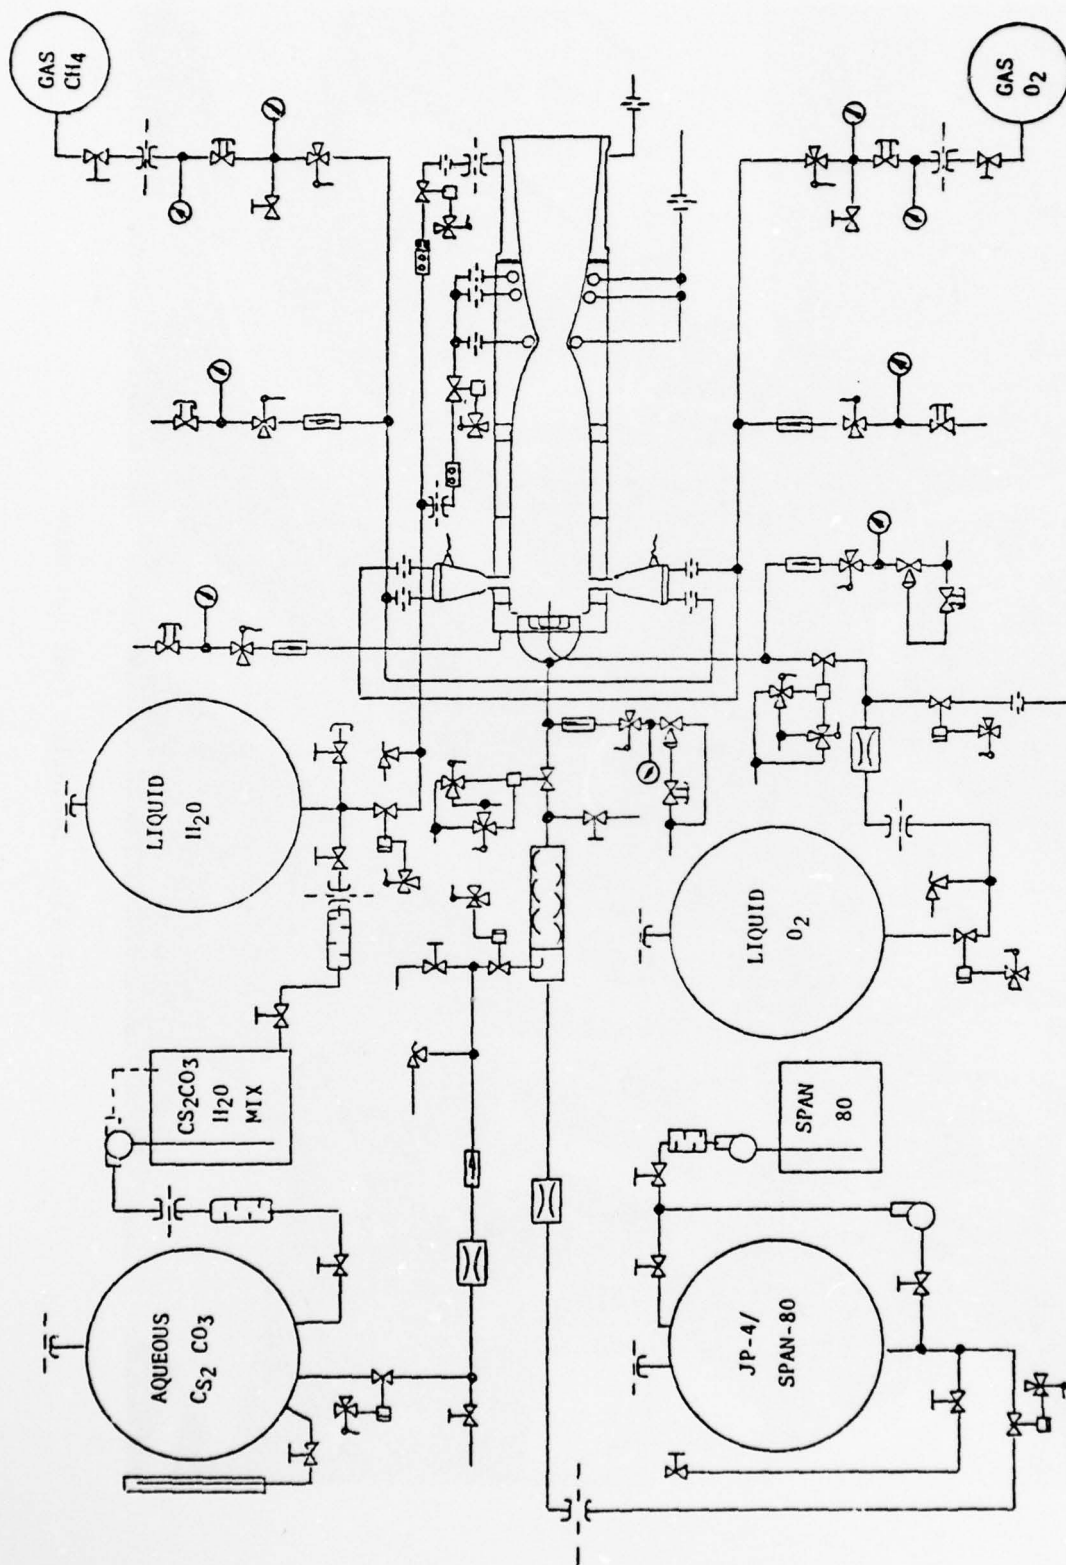 GAS
CH4
GAS
O2
LIQUID
H2O
LIQUID
O2
CS2CO3
H2O
MIX
SPAN
80
AQUEOUS
CS2 CO3
JP-4/
SPAN-80